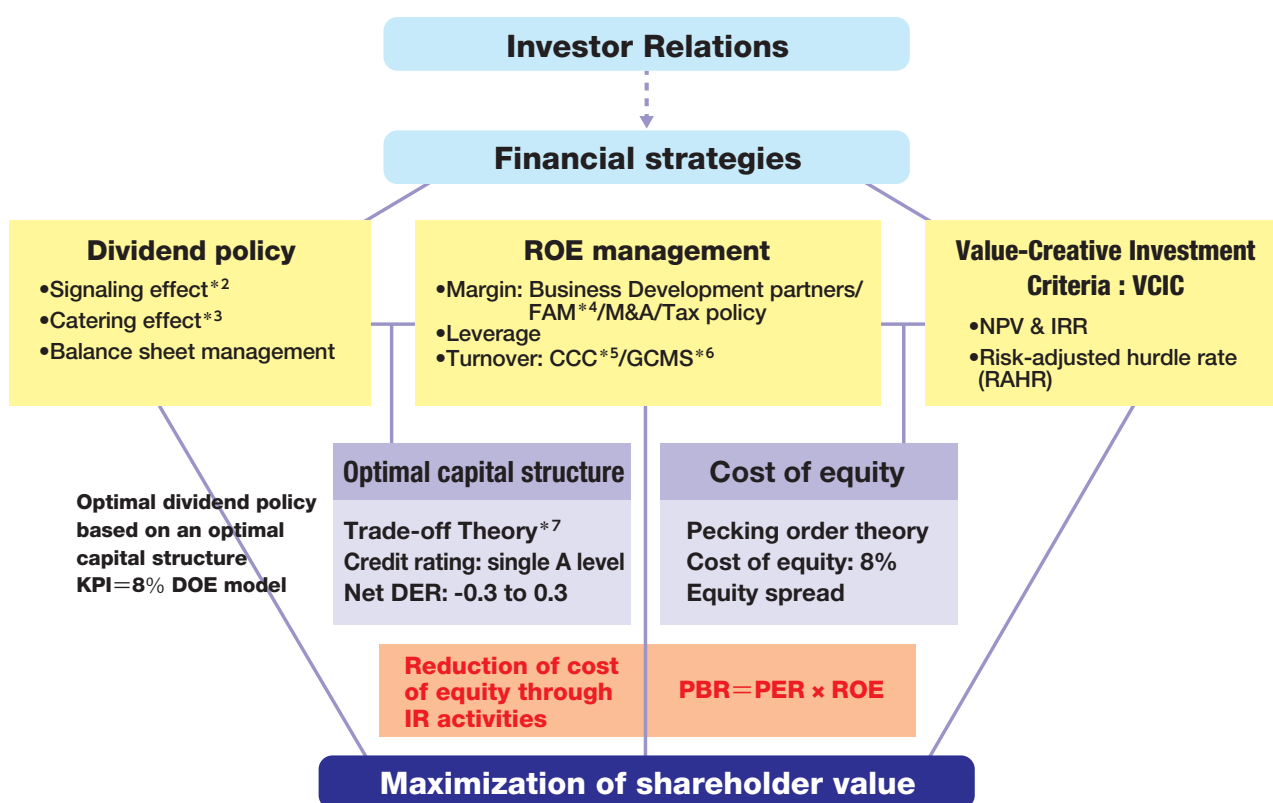 Investor Relations
Financial strategies
Dividend policy
•Signaling effect*2
•Catering effect*3
•Balance sheet management
ROE management
•Margin: Business Development partners/
FAM*4/M&A/Tax policy
•Leverage
•Turnover: CCC*5/GCMS*6
Value-Creative Investment
Criteria : VCIC
•NPV & IRR
•Risk-adjusted hurdle rate
(RAHR)
Optimal dividend policy
based on an optimal
capital structure
KPI=8% DOE model
Optimal capital structure
Trade-off Theory*7
Credit rating: single A level
Net DER: -0.3 to 0.3
Cost of equity
Pecking order theory
Cost of equity: 8%
Equity spread
Reduction of cost
of equity through
IR activities
PBR=PER × ROE
Maximization of shareholder value